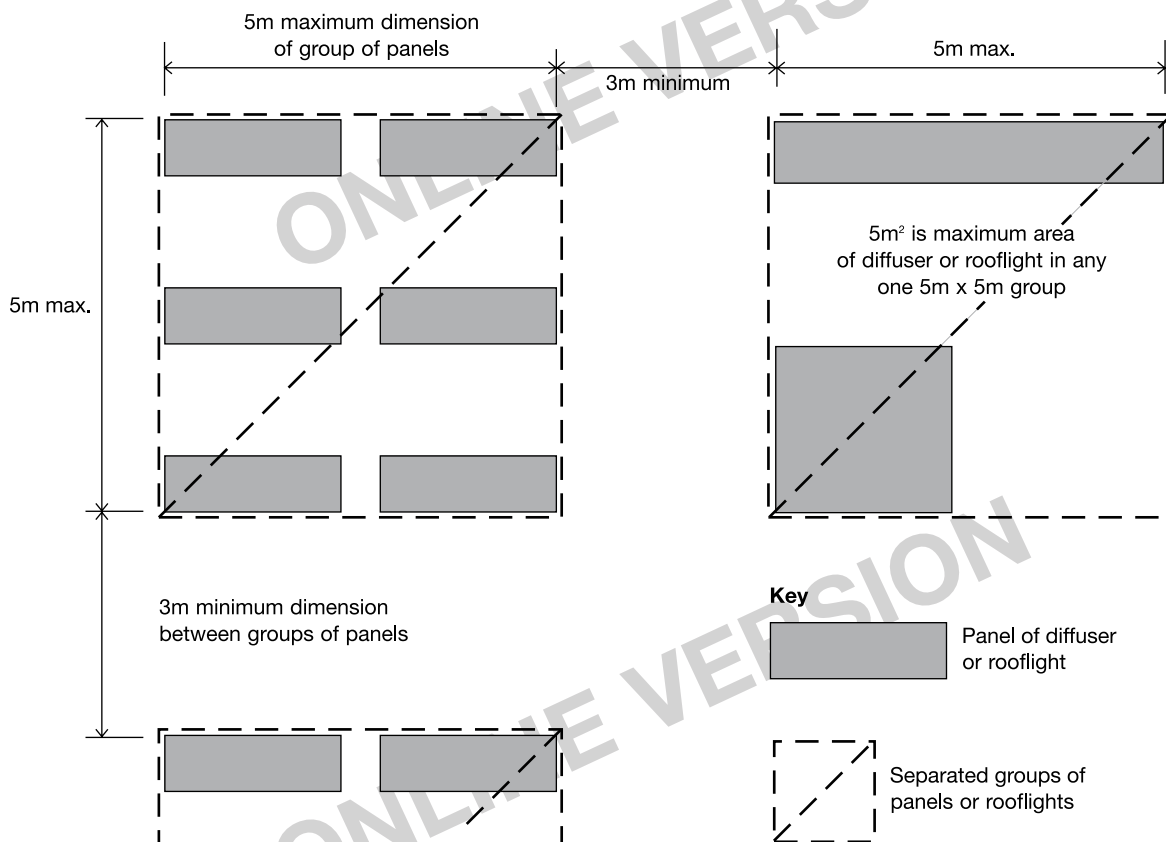 5m maximum dimension
of group of panels
5m max.
3m minimum
5m max.
5m² is maximum area
of diffuser or rooflight in any
one 5m x 5m group
3m minimum dimension
between groups of panels
Key
Panel of diffuser
or rooflight
Separated groups of
panels or rooflights
ONLINE VERSION
ONLINE VERSION